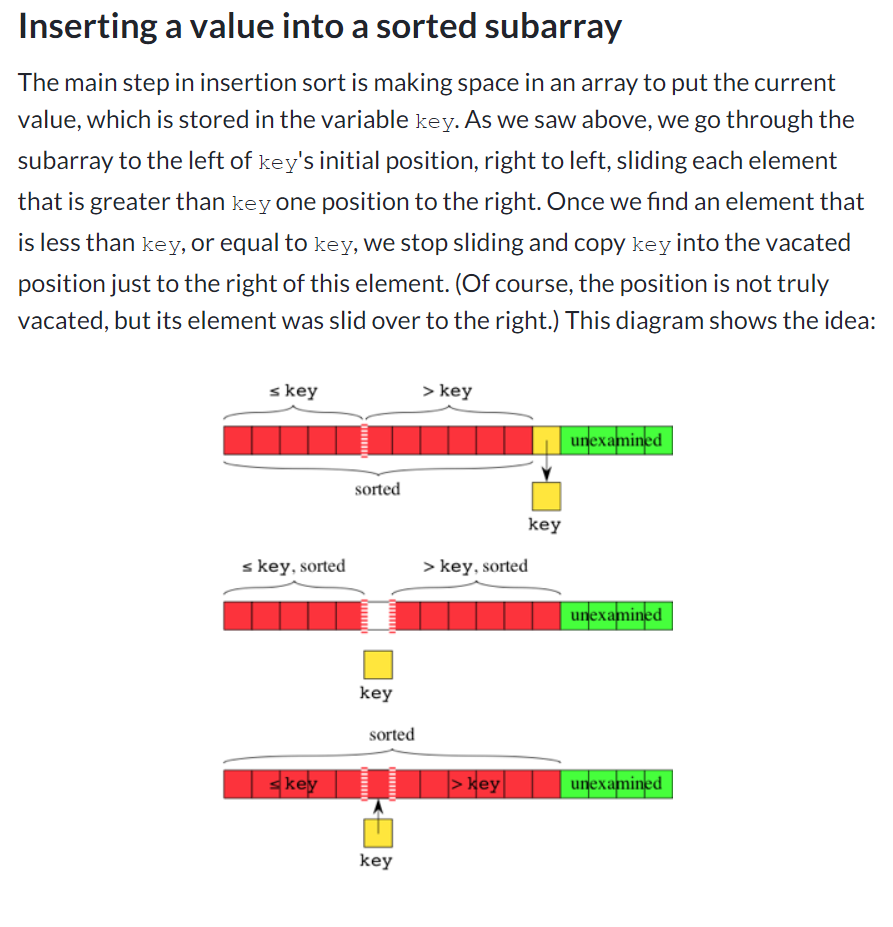 Inserting a value into a sorted subarray
The main step in insertion sort is making space in an array to put the current
value, which is stored in the variable key. As we saw above, we go through the
subarray to the left of key's initial position, right to left, sliding each element
that is greater than key one position to the right. Once we find an element that
is less than key, or equal to key, we stop sliding and copy key into the vacated
position just to the right of this element. (Of course, the position is not truly
vacated, but its element was slid over to the right.) This diagram shows the idea:
≤ key > key
unexamined
sorted
key
≤ key, sorted > key, sorted
unexamined
key
sorted
≤ key > key unexamined
key